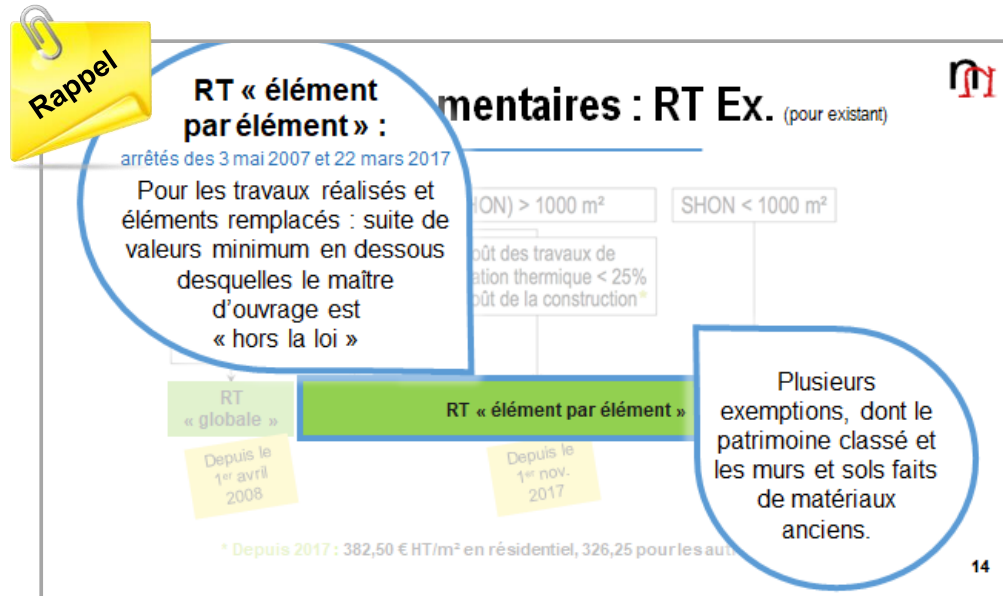 Rappel
RT « élément
par élément » :
arrêtés des 3 mai 2007 et 22 mars 2017
Pour les travaux réalisés et
éléments remplacés : suite de
valeurs minimum en dessous
desquelles le maître
d’ouvrage est
« hors la loi »
mentaires : RT Ex. (pour existant)
> 1000 m²
SHON < 1000 m²
des travaux de
thermique < 25%
de la construction*
RT
« globale »
RT « élément par élément »
Depuis le
1er avril
2008
Depuis le
1er nov.
2017
Plusieurs
exemptions, dont le
patrimoine classé et
les murs et sols faits
de matériaux
anciens.
* Depuis 2017 : 382,50 € HT/m² en résidentiel, 326,25 pour les
14